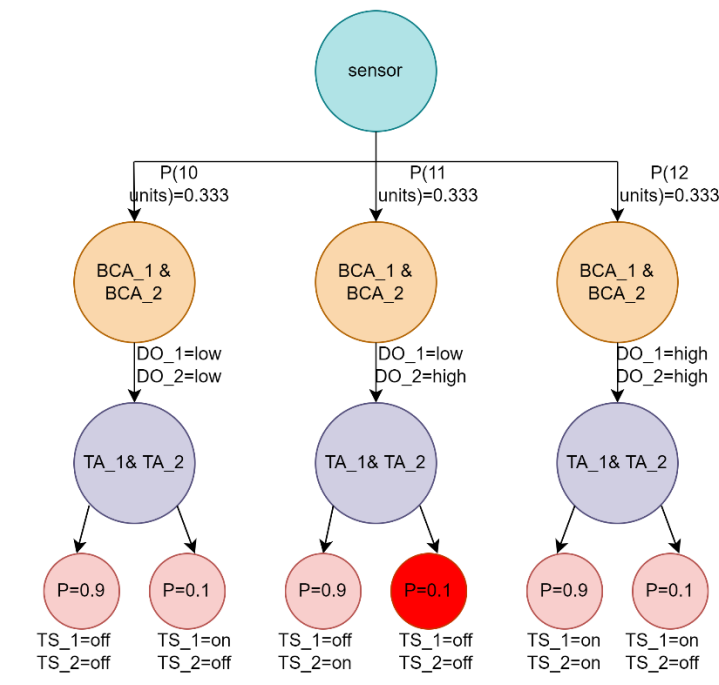 sensor
P(10
units)=0.333
P(11
units)=0.333
P(12
units)=0.333
BCA_1 &
BCA_2
BCA_1 &
BCA_2
BCA_1 &
BCA_2
DO_1=low
DO_2=low
DO_1=low
DO_2=high
DO_1=high
DO_2=high
TA_1& TA_2
TA_1& TA_2
TA_1& TA_2
P=0.9
P=0.1
P=0.9
P=0.1
P=0.9
P=0.1
TS_1=off
TS_2=off
TS_1=on
TS_2=off
TS_1=off
TS_2=on
TS_1=off
TS_2=off
TS_1=on
TS_2=on
TS_1=on
TS_2=off